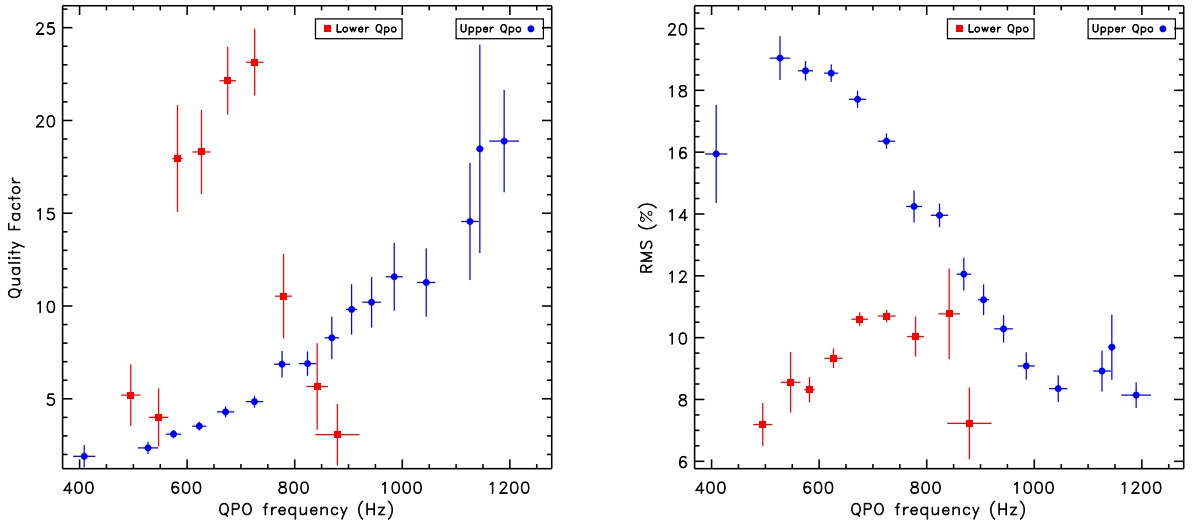 Lower Qpo
Upper Qpo
25
20
15
10
5
Quality Factor
400
600
800
1000
1200
QPO frequency (Hz)
Lower Qpo
Upper Qpo
20
18
16
14
12
10
8
6
RMS (%)
400
600
800
1000
1200
QPO frequency (Hz)